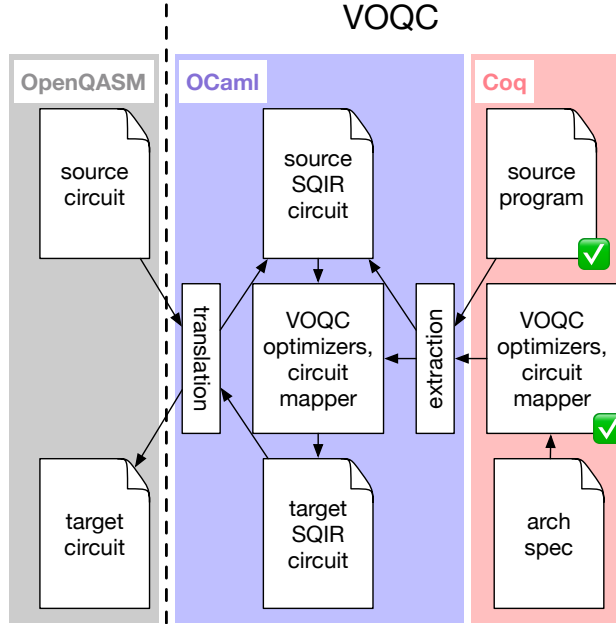 VOQC
OpenQASM
OCaml
Coq
source
circuit
source
SQIR
circuit
source
program
translation
VOQC
optimizers,
circuit
mapper
extraction
VOQC
optimizers,
circuit
mapper
target
circuit
target
SQIR
circuit
arch
spec